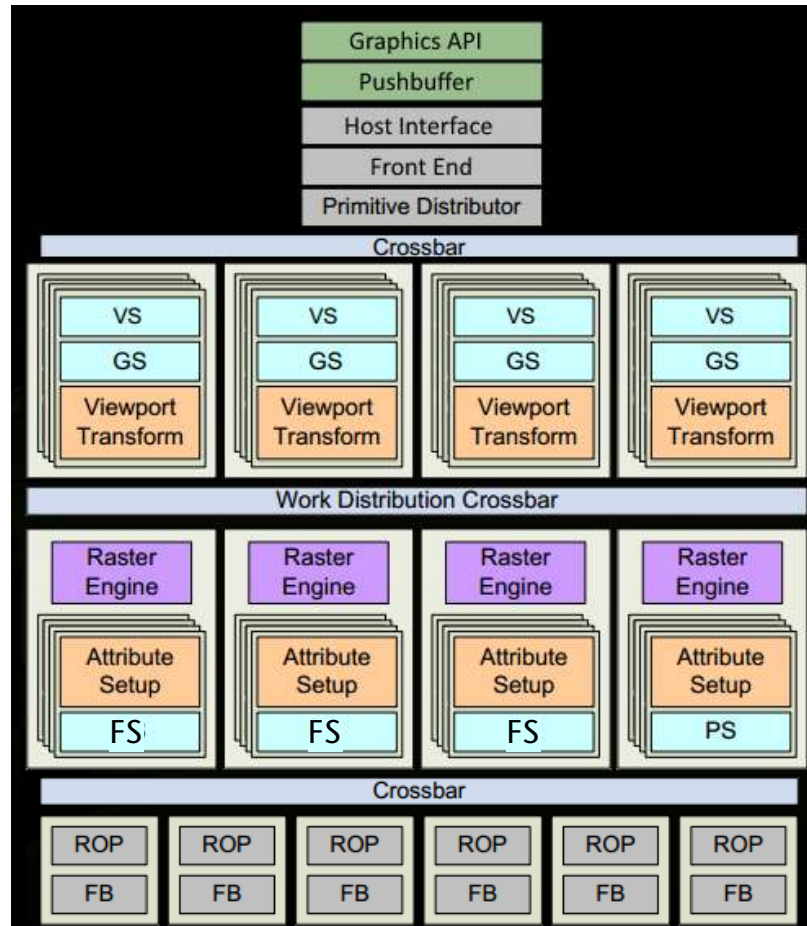 Graphics API
Pushbuffer
Host Interface
Front End
Primitive Distributor
Crossbar
VS VS VS VS
GS GS GS GS
Viewport Viewport Viewport Viewport
Transform Transform Transform Transform
Work Distribution Crossbar
Raster Raster Raster Raster
Engine Engine Engine Engine
Attribute Attribute Attribute Attribute
Setup Setup Setup Setup
FS FS FS PS
Crossbar
ROP ROP ROP ROP ROP ROP
FB FB FB FB FB FB